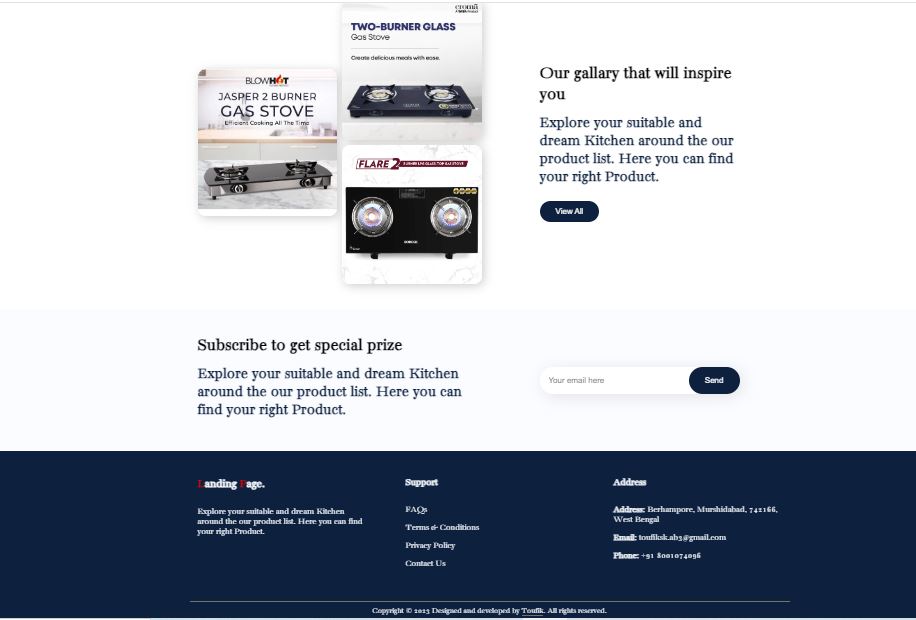 BLOWHOT
JASPER 2 BURNER
GAS STOVE
Efficient Cooking All The Time
croma
A TATA Product
TWO-BURNER GLASS
Gas Stove
Create delicious meals with ease.
FLARE 2 BURNER LPG GLASS TOP GAS STOVE
Our gallary that will inspire
you
Explore your suitable and
dream Kitchen around the our
product list. Here you can find
your right Product.
View All
Subscribe to get special prize
Explore your suitable and dream Kitchen
around the our product list. Here you can
find your right Product.
Your email here
Send
Landing Page.
Explore your suitable and dream Kitchen
around the our product list. Here you can find
your right Product.
Support
FAQs
Terms & Conditions
Privacy Policy
Contact Us
Address
Address: Berhampore, Murshidabad, 742166,
West Bengal
Email: toufiksk.ab3@gmail.com
Phone: +91 8001074096
Copyright © 2023 Designed and developed by Toufik. All rights reserved.